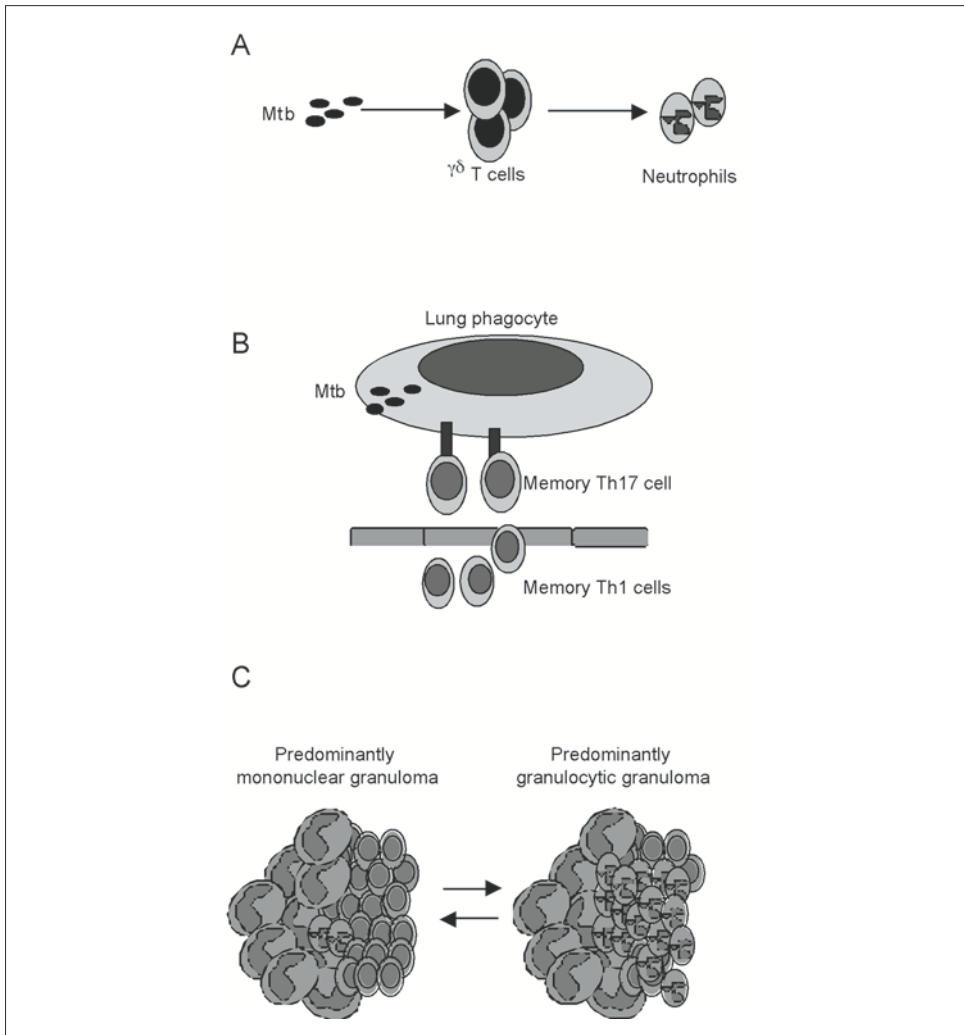 A
Mtb
γδ T cells
Neutrophils
B
Lung phagocyte
Mtb
Memory Th17 cell
Memory Th1 cells
C
Predominantly
mononuclear granuloma
Predominantly
granulocytic granuloma